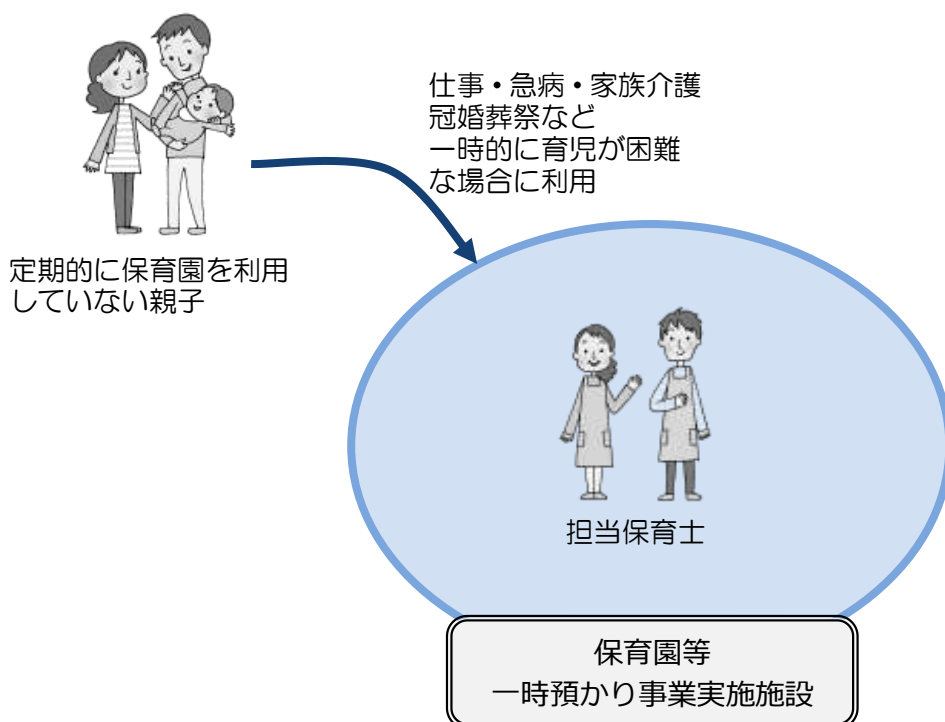 仕事・急病・家族介護
冠婚葬祭など
一時的に育児が困難
な場合に利用
定期的に保育園を利用
していない親子
担当保育士
保育園等
一時預かり事業実施施設